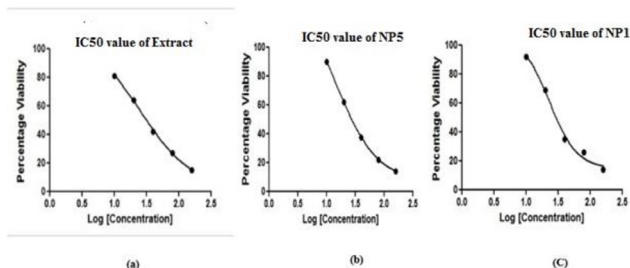 IC50 value of Extract
Percentage Viability
100
80
60
40
20
0
0.0 0.5 1.0 1.5 2.0 2.5
Log [Concentration]
(a)
IC50 value of NP5
Percentage Viability
100
80
60
40
20
0
0.0 0.5 1.0 1.5 2.0 2.5
Log [Concentration]
(b)
IC50 value of NP1
Percentage Viability
100
80
60
40
20
0
0.0 0.5 1.0 1.5 2.0 2.5
Log [Concentration]
(C)